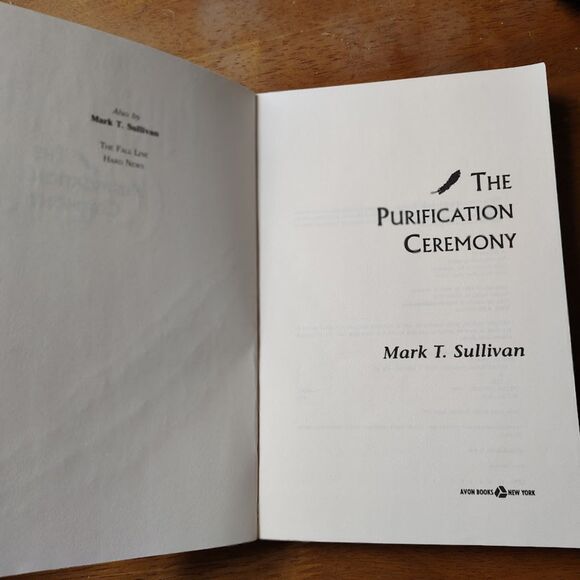 Also by
Mark T. Sullivan
THE FALL LINE
HARD NEWS
THE
PURIFICATION
CEREMONY
Mark T. Sullivan
AVON BOOKS NEW YORK